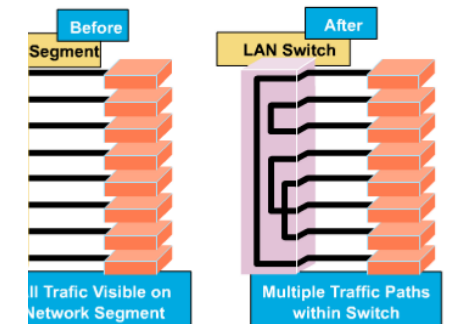 Before
Segment
ll Trafic Visible on
Network Segment
After
LAN Switch
Multiple Traffic Paths
within Switch